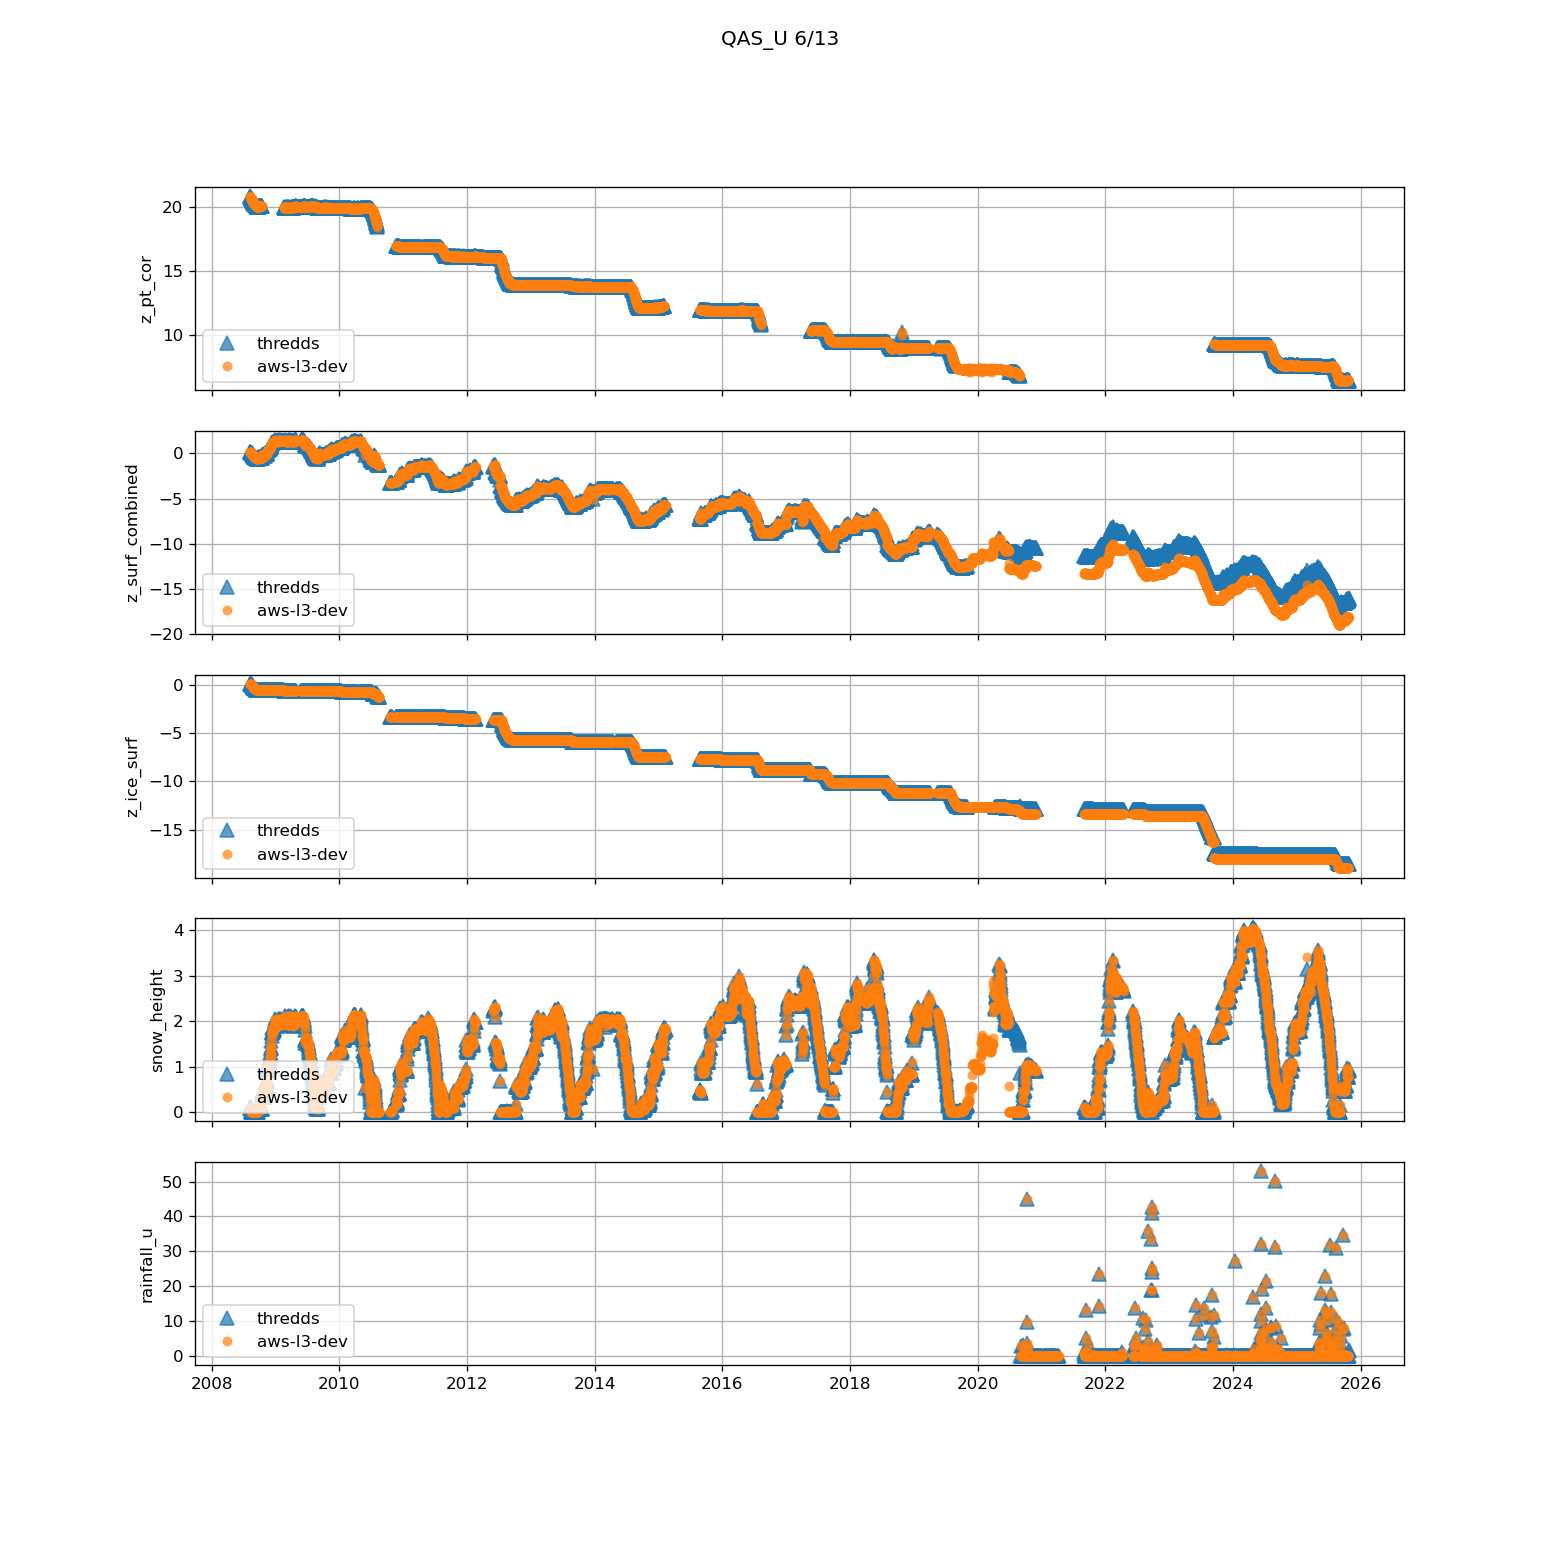 QAS_U 6/13
z_pt_cor
20
15
10
thredds
aws-l3-dev
z_surf_combined
0
−5
−10
−15
−20
thredds
aws-l3-dev
z_ice_surf
0
−5
−10
−15
thredds
aws-l3-dev
snow_height
4
3
2
1
0
thredds
aws-l3-dev
rainfall_u
50
40
30
20
10
0
thredds
aws-l3-dev
2008 2010 2012 2014 2016 2018 2020 2022 2024 2026